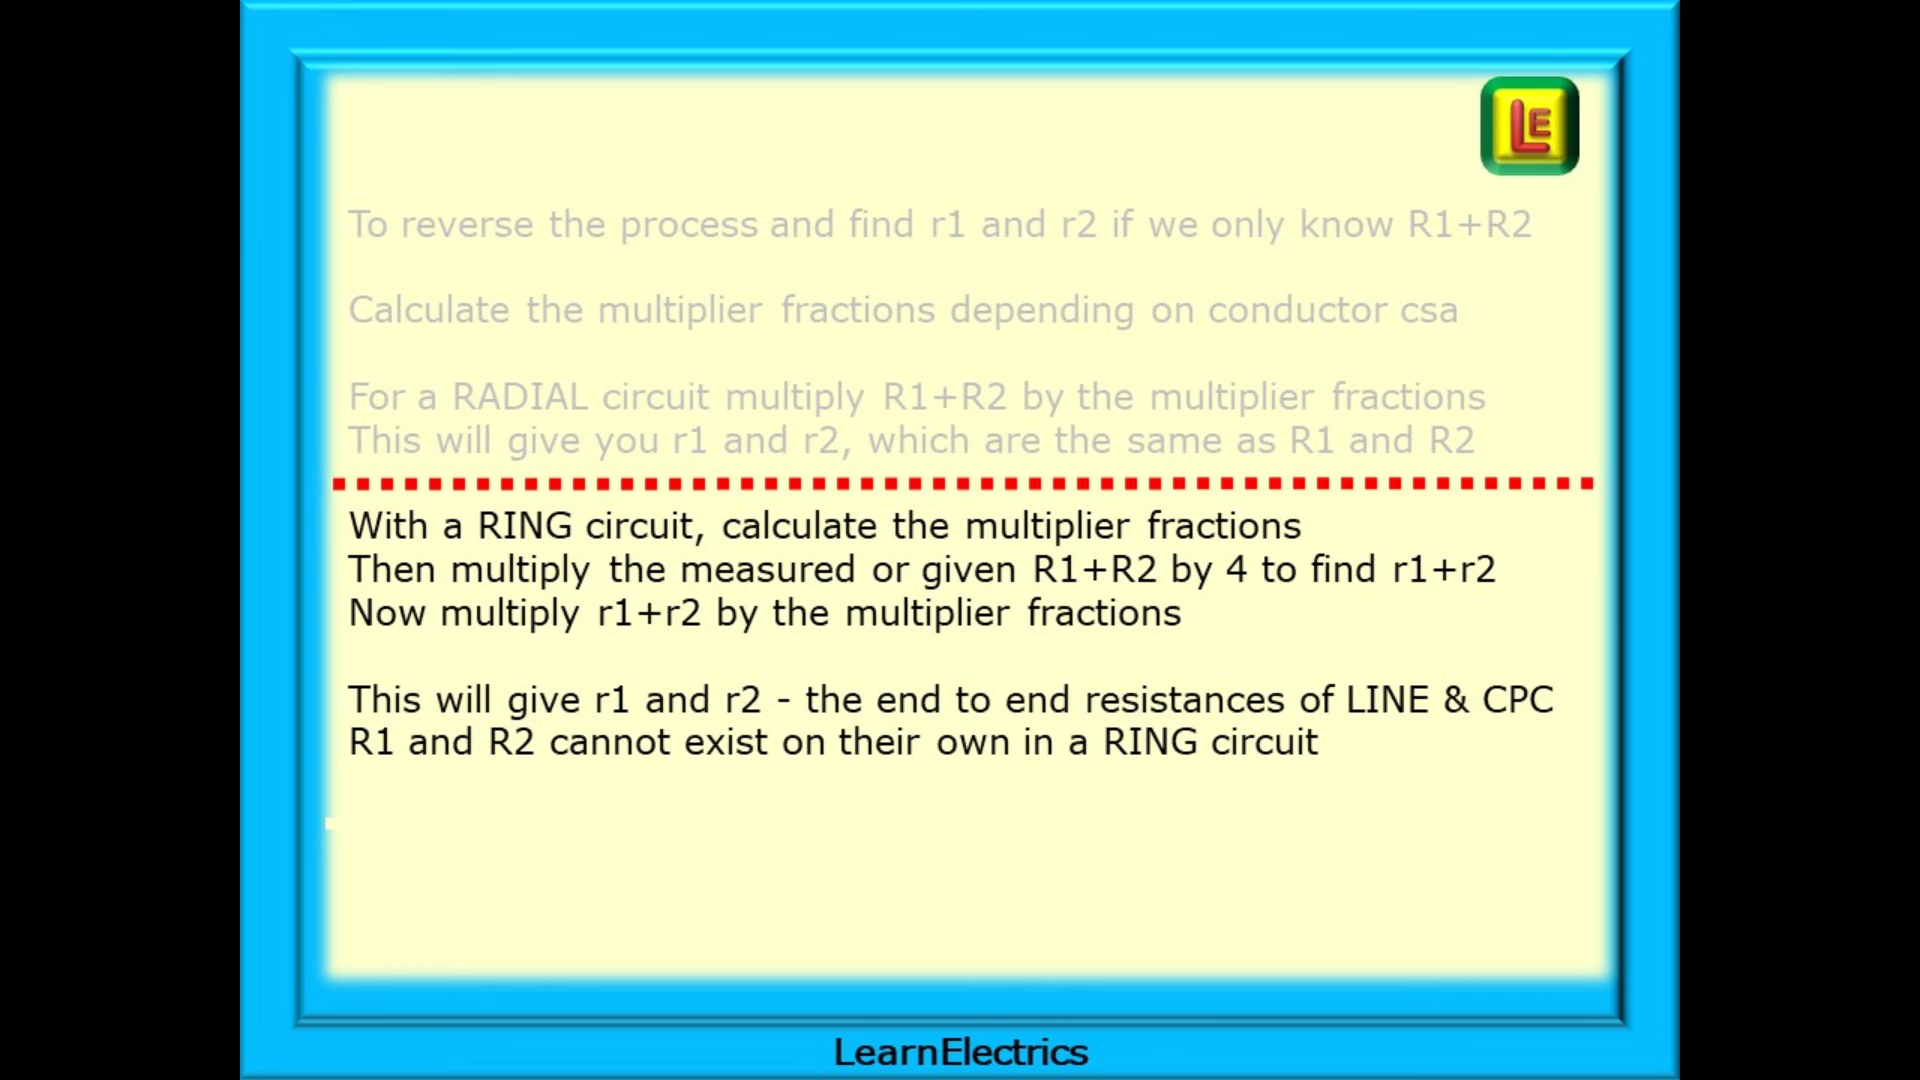 LE
To reverse the process and find r1 and r2 if we only know R1+R2
Calculate the multiplier fractions depending on conductor csa
For a RADIAL circuit multiply R1+R2 by the multiplier fractions
This will give you r1 and r2, which are the same as R1 and R2
With a RING circuit, calculate the multiplier fractions
Then multiply the measured or given R1+R2 by 4 to find r1+r2
Now multiply r1+r2 by the multiplier fractions
This will give r1 and r2 - the end to end resistances of LINE & CPC
R1 and R2 cannot exist on their own in a RING circuit
LearnElectrics